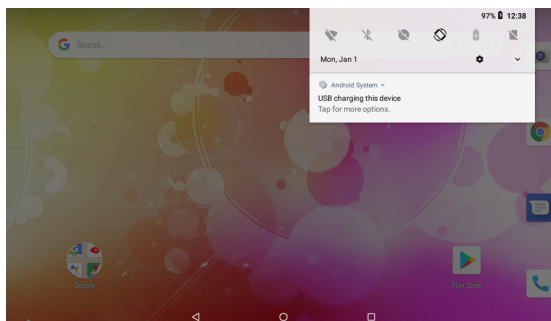 97% 12:38
Search...
Mon, Jan 1
Android System
USB charging this device
Tap for more options.
Google
Play Store